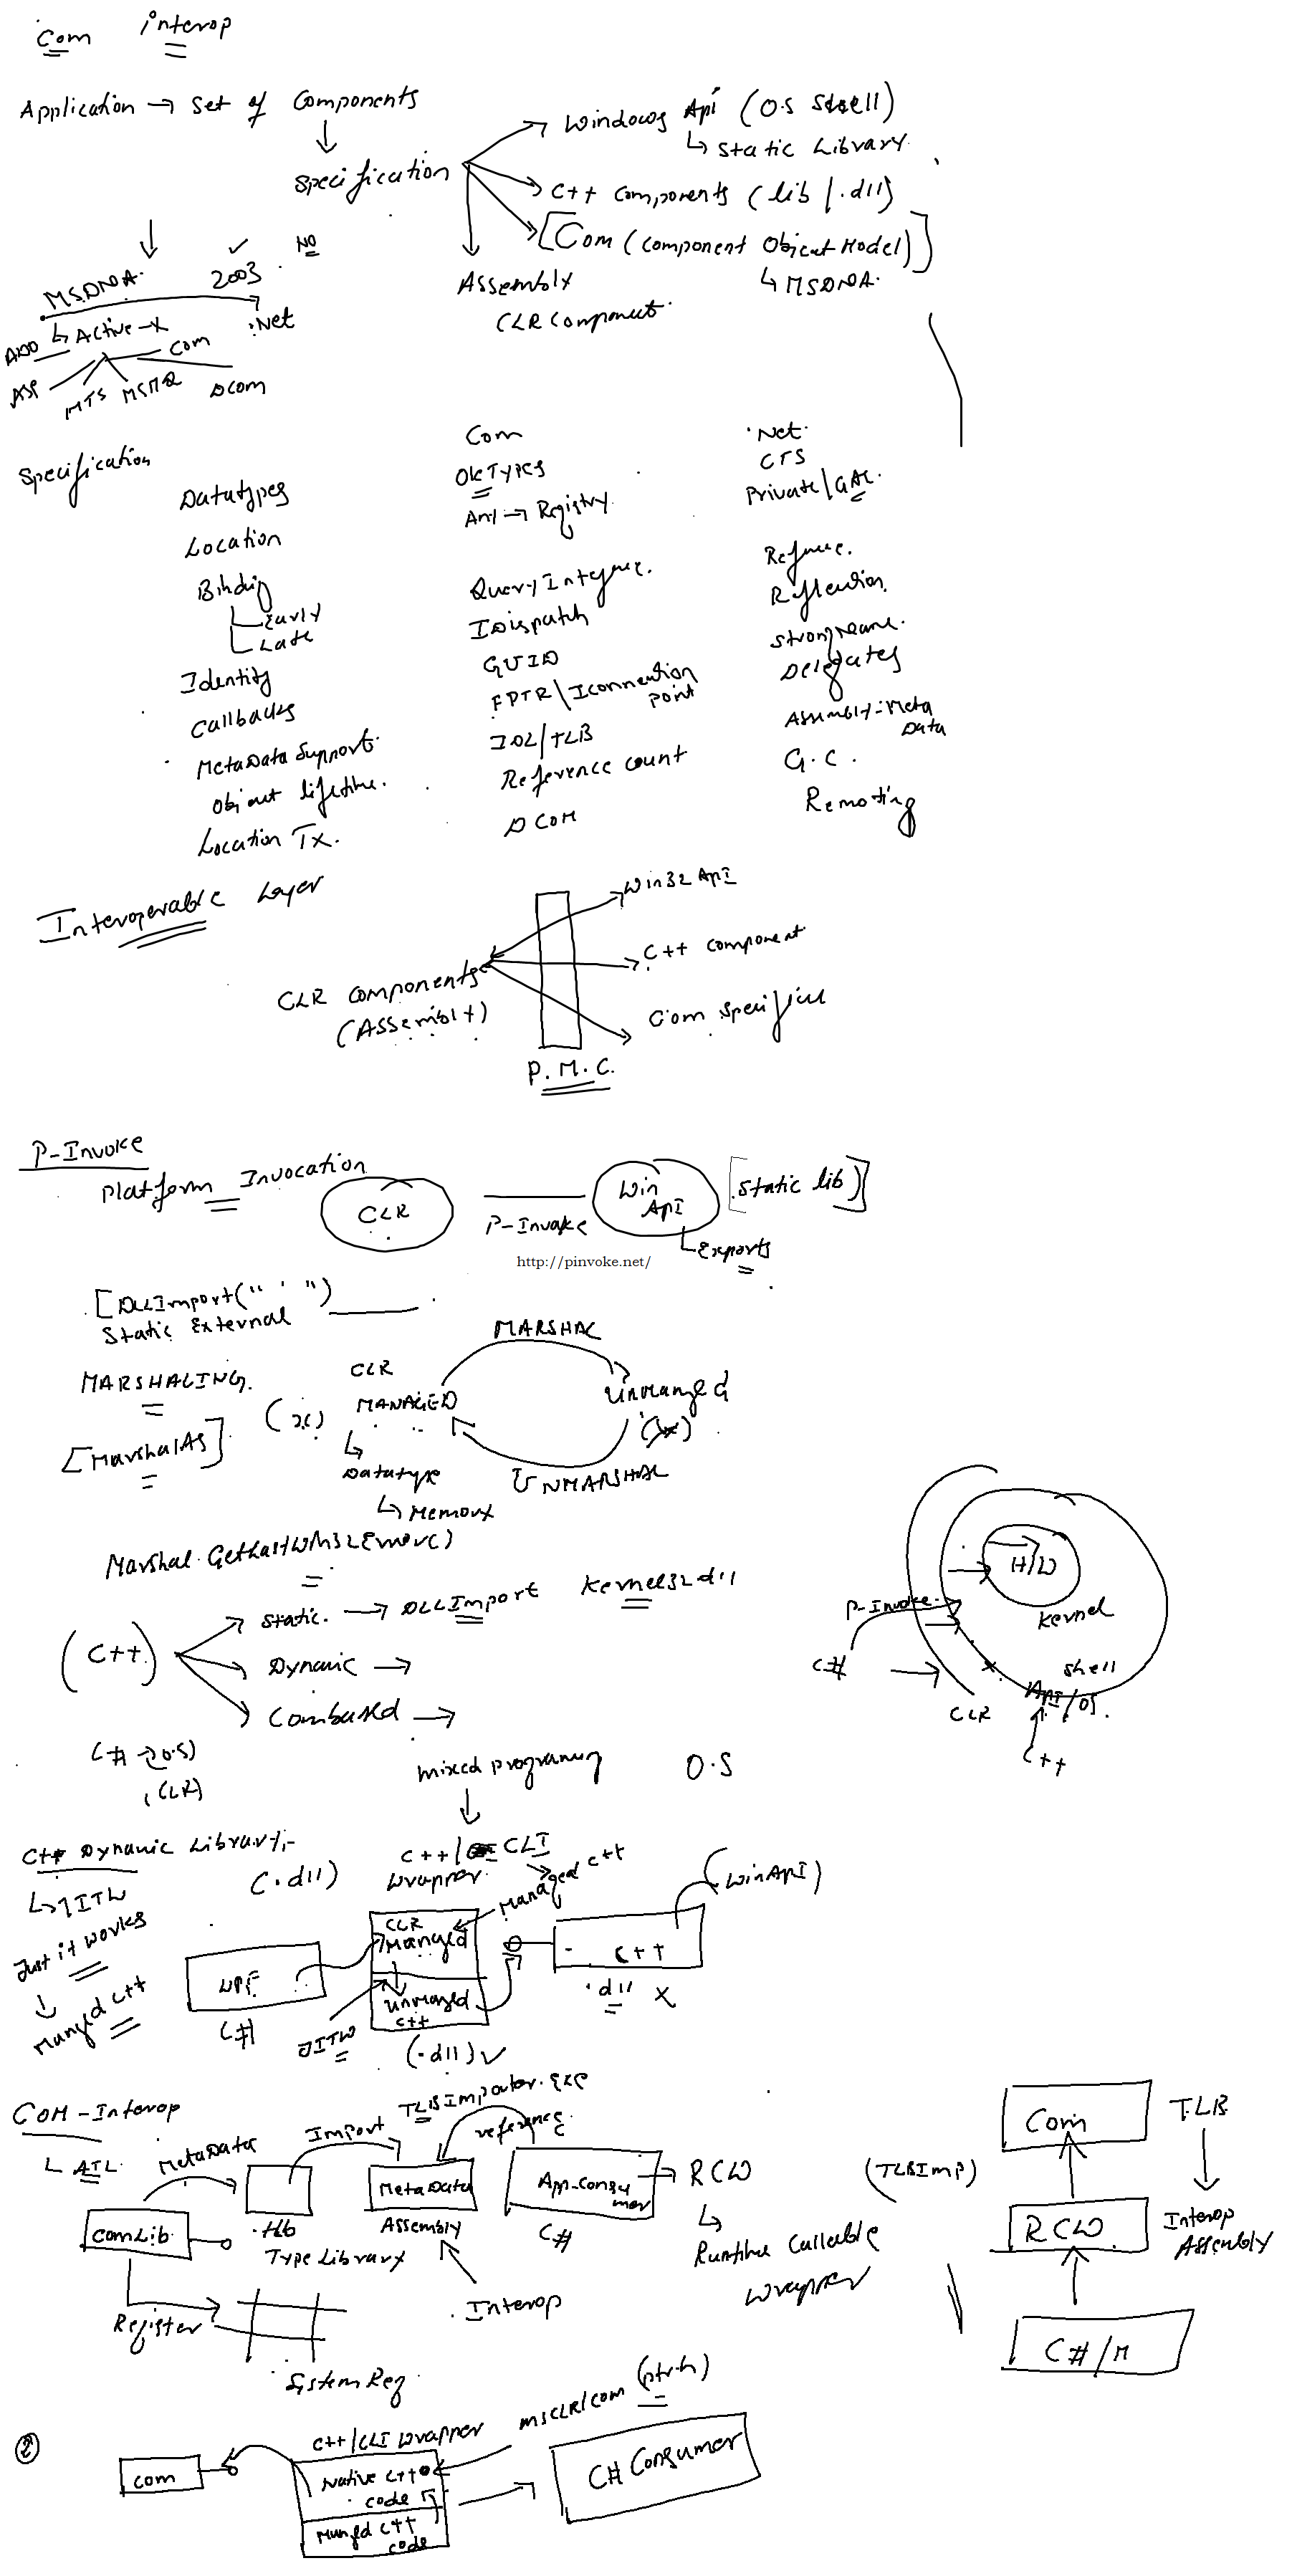 Com Interop
Application → Set of Components
Specification
Windows Api (O.S Shell)
↳ Static Library
C++ Components (lib / .dll)
[Com (Component Object Model)]
↳ MSDNA.
Assembly
CLR Component
MSDNA. 2003 NO
↳ Active-X .Net
ADO
ASP MTS MSMQ Com
DCom
Specification
Com .Net
Datatypes OleTypes CTS
Location Any → Registry Private/GAC.
Binding
Early QueryInterface. Refernce.
Late IDispatch Reflection
Identity GUID Strongname.
Callbacks FPTR/IConnection Point Delegates
MetaData Support. IDL/TLB Assembly-Meta Data
Object lifetime. Reference count G.C.
Location Tx. DCOM Remoting
Interoperable Layer
Win32 Api
C++ Component
CLR Components
(Assembly)
Com Specific
P.M.C.
P-Invoke
Platform Invocation
CLR
P-Invoke
Win Api
[Static lib]
Exports
http://pinvoke.net/
[DLLImport(" ' ")
Static External
MARSHAL
MARSHALING.
CLR
MANAGED
Unmanged
[MarshalAs]
↳ Datatype
↳ Memory
UNMARSHAL
Marshal.GetLastWin32Error()
(C++)
Static. → DLLImport Kernel32 dll
Dynamic →
Combased →
H/W
Kernel
Shell
API/OS.
P-Invoke.
C#
CLR
C++
C# → O.S)
(CLR)
mixed programing O.S
C++ Dynamic Library:-
(.dll)
↳ JITW
Just it works
↓
Manged C++
C++/CLI
Wrapper.
Managed C++
(WinAPI)
WPF
C#
CLR
Manged
Unmanged
C++
JITW
(.dll) ✓
C++
.dll X
COM-Interop
↳ ATL.
MetaData
Import
TLBImporter.exe
reference
ComLib
.tlb
Type Library
MetaData
Assembly
Interop
App-Consumer
C#
→ RCW
↳
Runtime Callable
Wrapper
Register
System Reg
(TLBImp)
Com
TLB
RCW
Interop
Assembly
C#/M
②
com
C++/CLI Wrapper
MSCLR/COM (ptr.h)
Native C++
code
Manged C++
code
C# Consumer